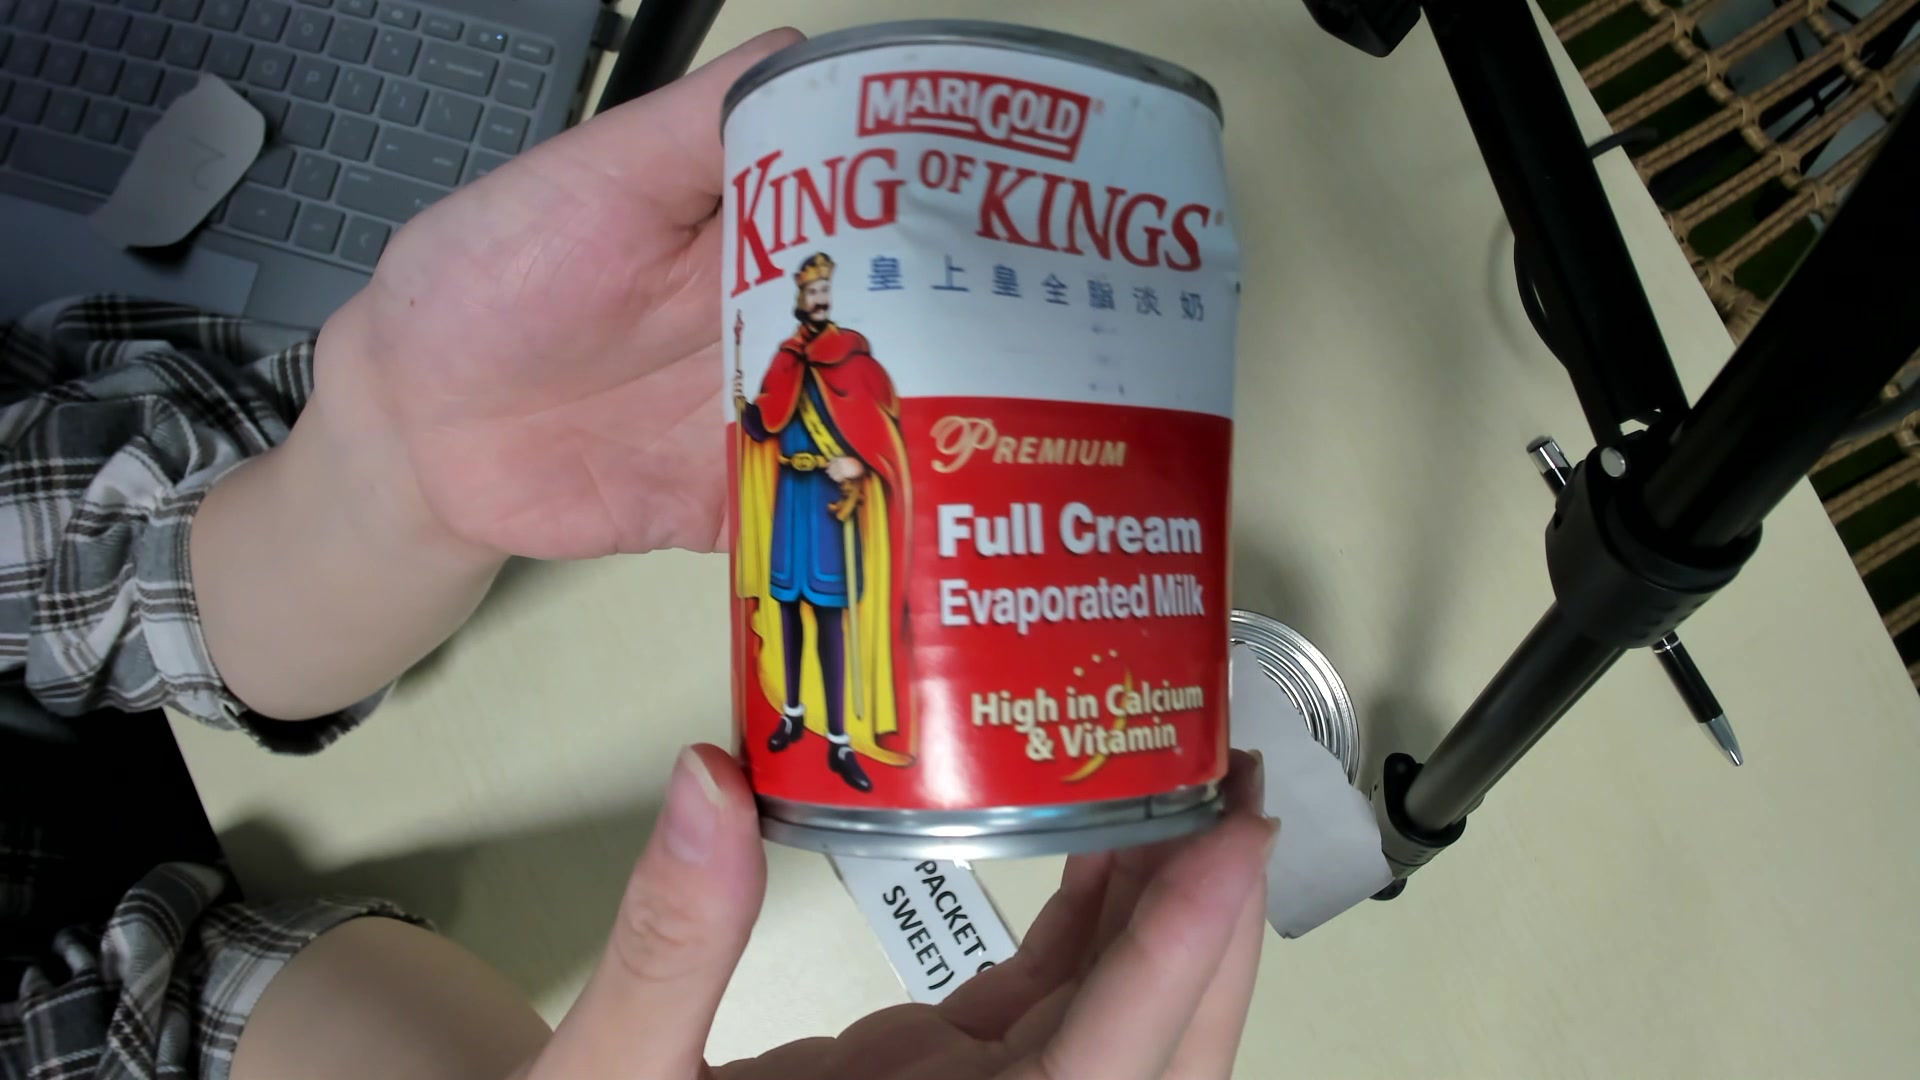 MARIGOLD
KING OF KINGS
皇上皇全脂淡奶
PREMIUM
Full Cream
Evaporated Milk
High in Calcium
& Vitamin
PACKET
SWEET)